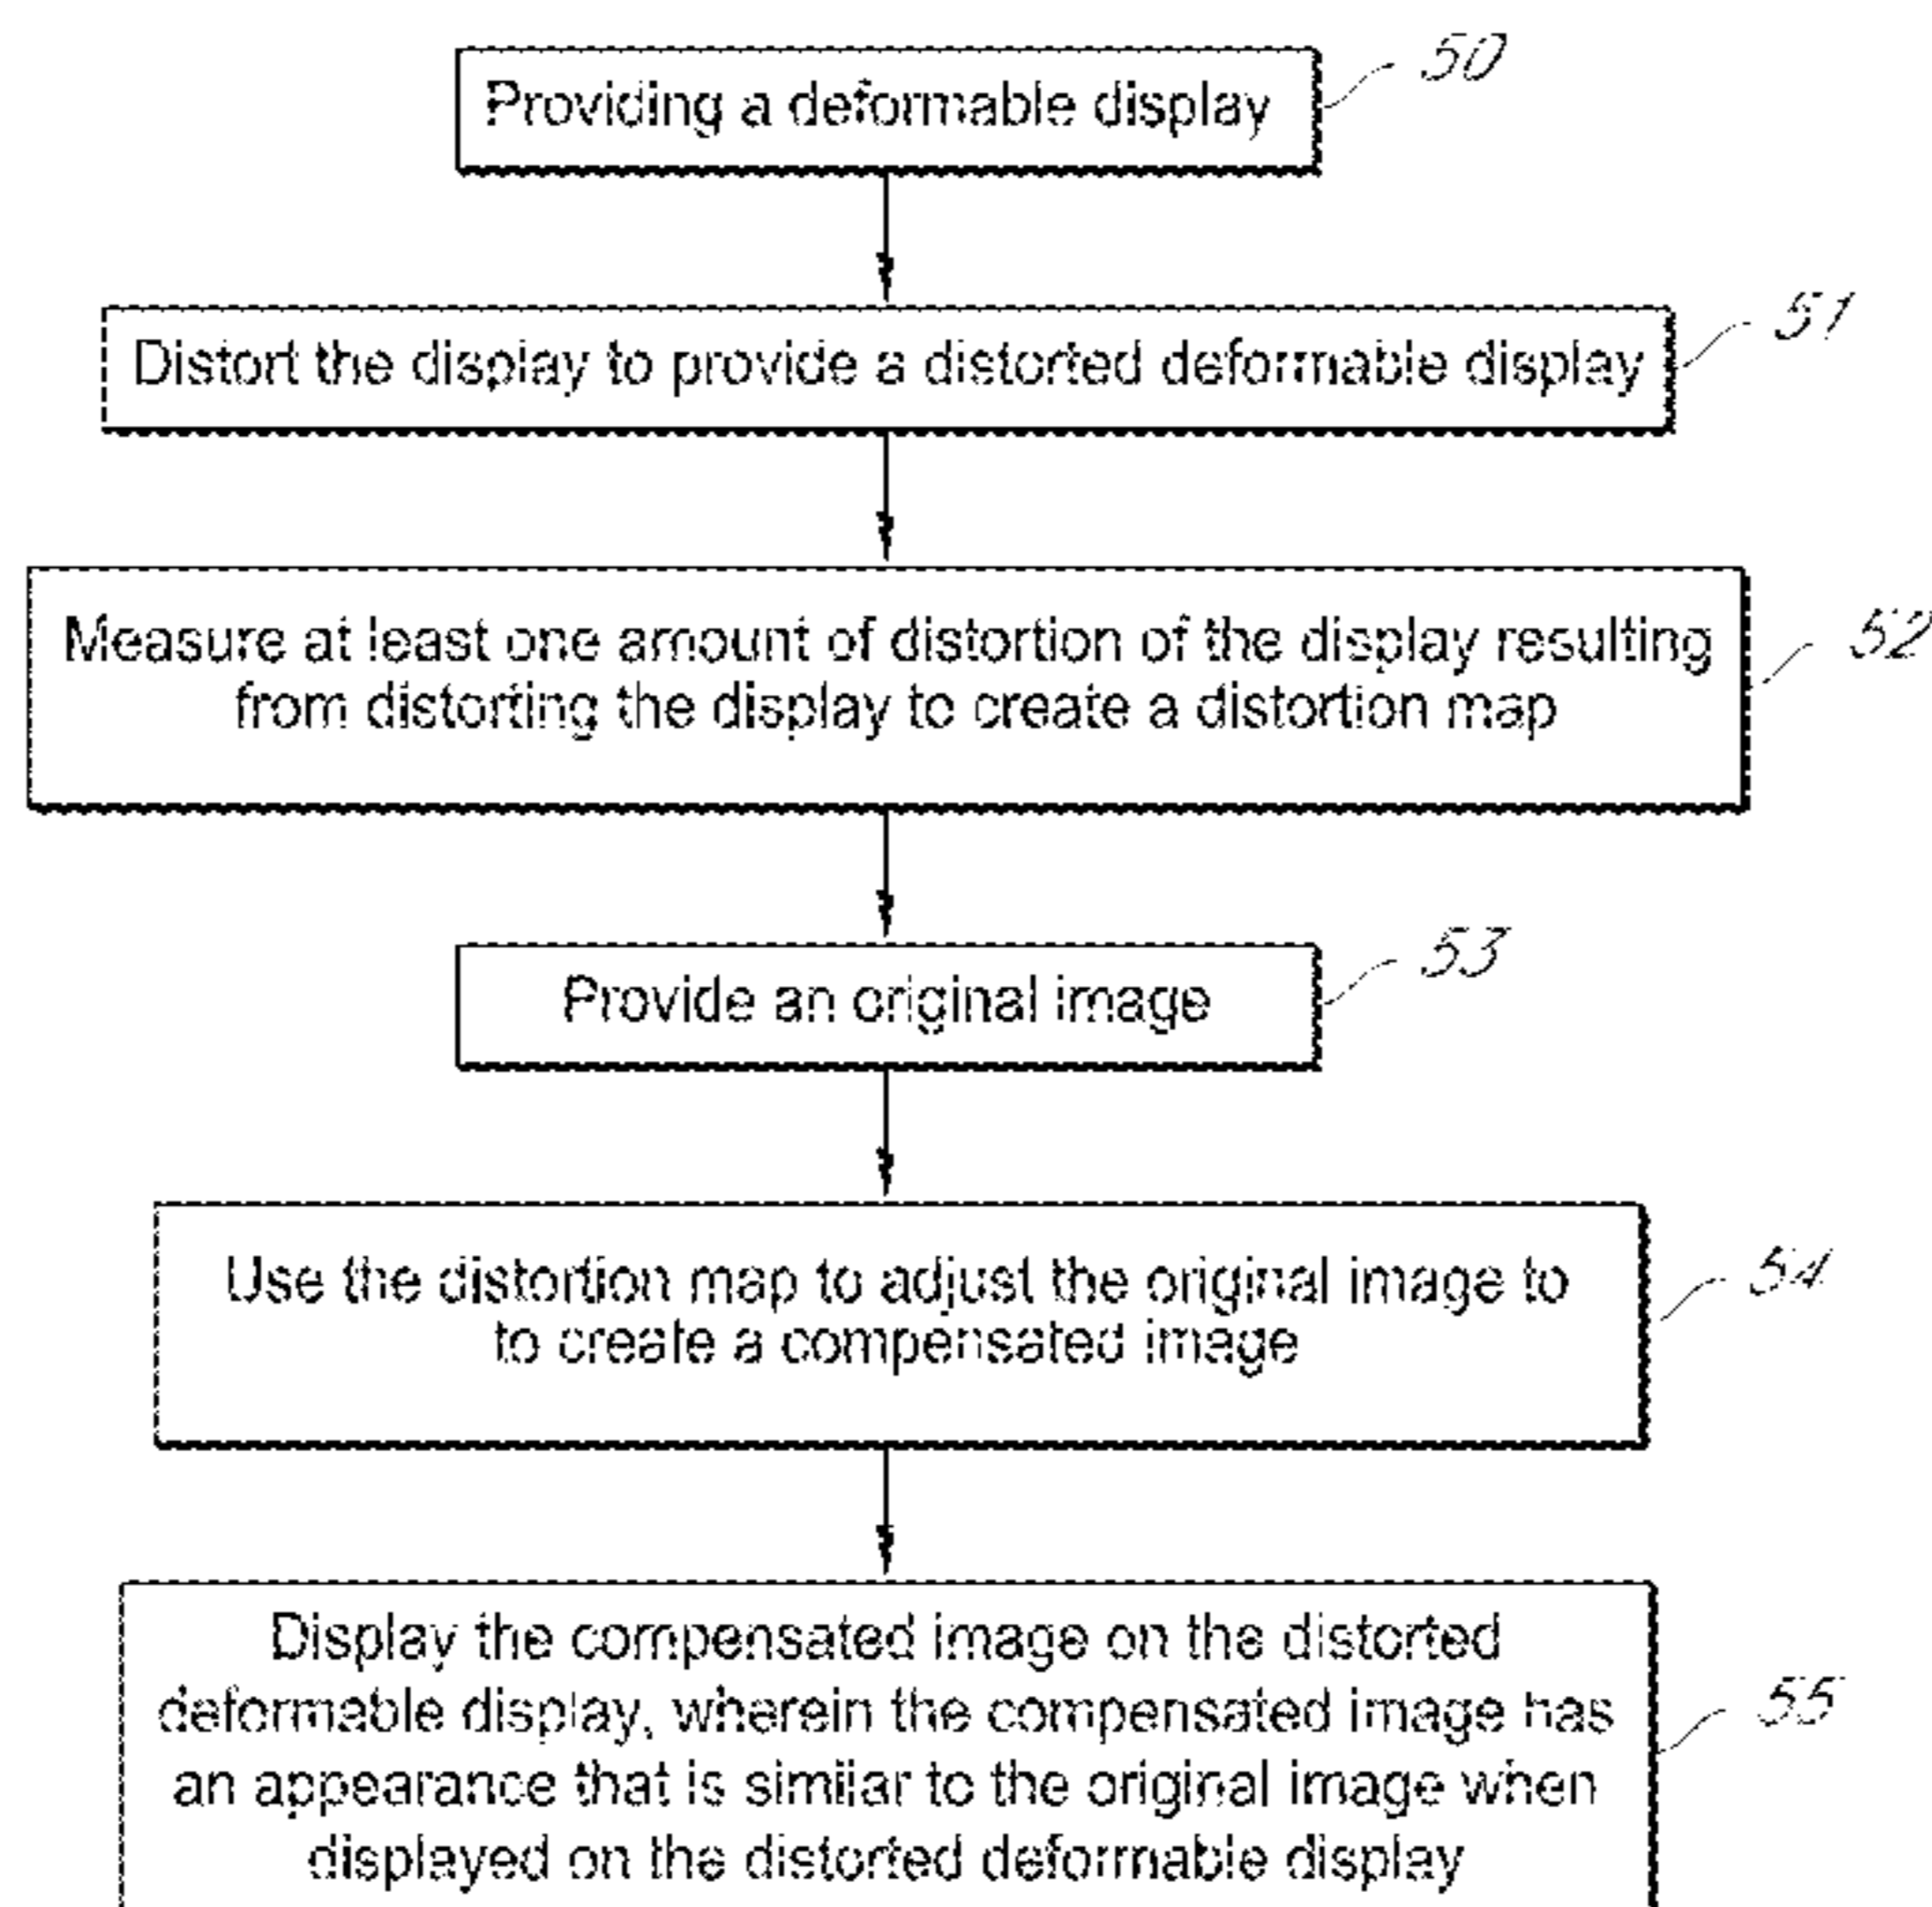 Providing a deformable display
50
Distort the display to provide a distorted deformable display
51
Measure at least one amount of distortion of the display resulting
from distorting the display to create a distortion map
52
Provide an original image
53
Use the distortion map to adjust the original image to
to create a compensated image
54
Display the compensated image on the distorted
deformable display, wherein the compensated image has
an appearance that is similar to the original image when
displayed on the distorted deformable display
55